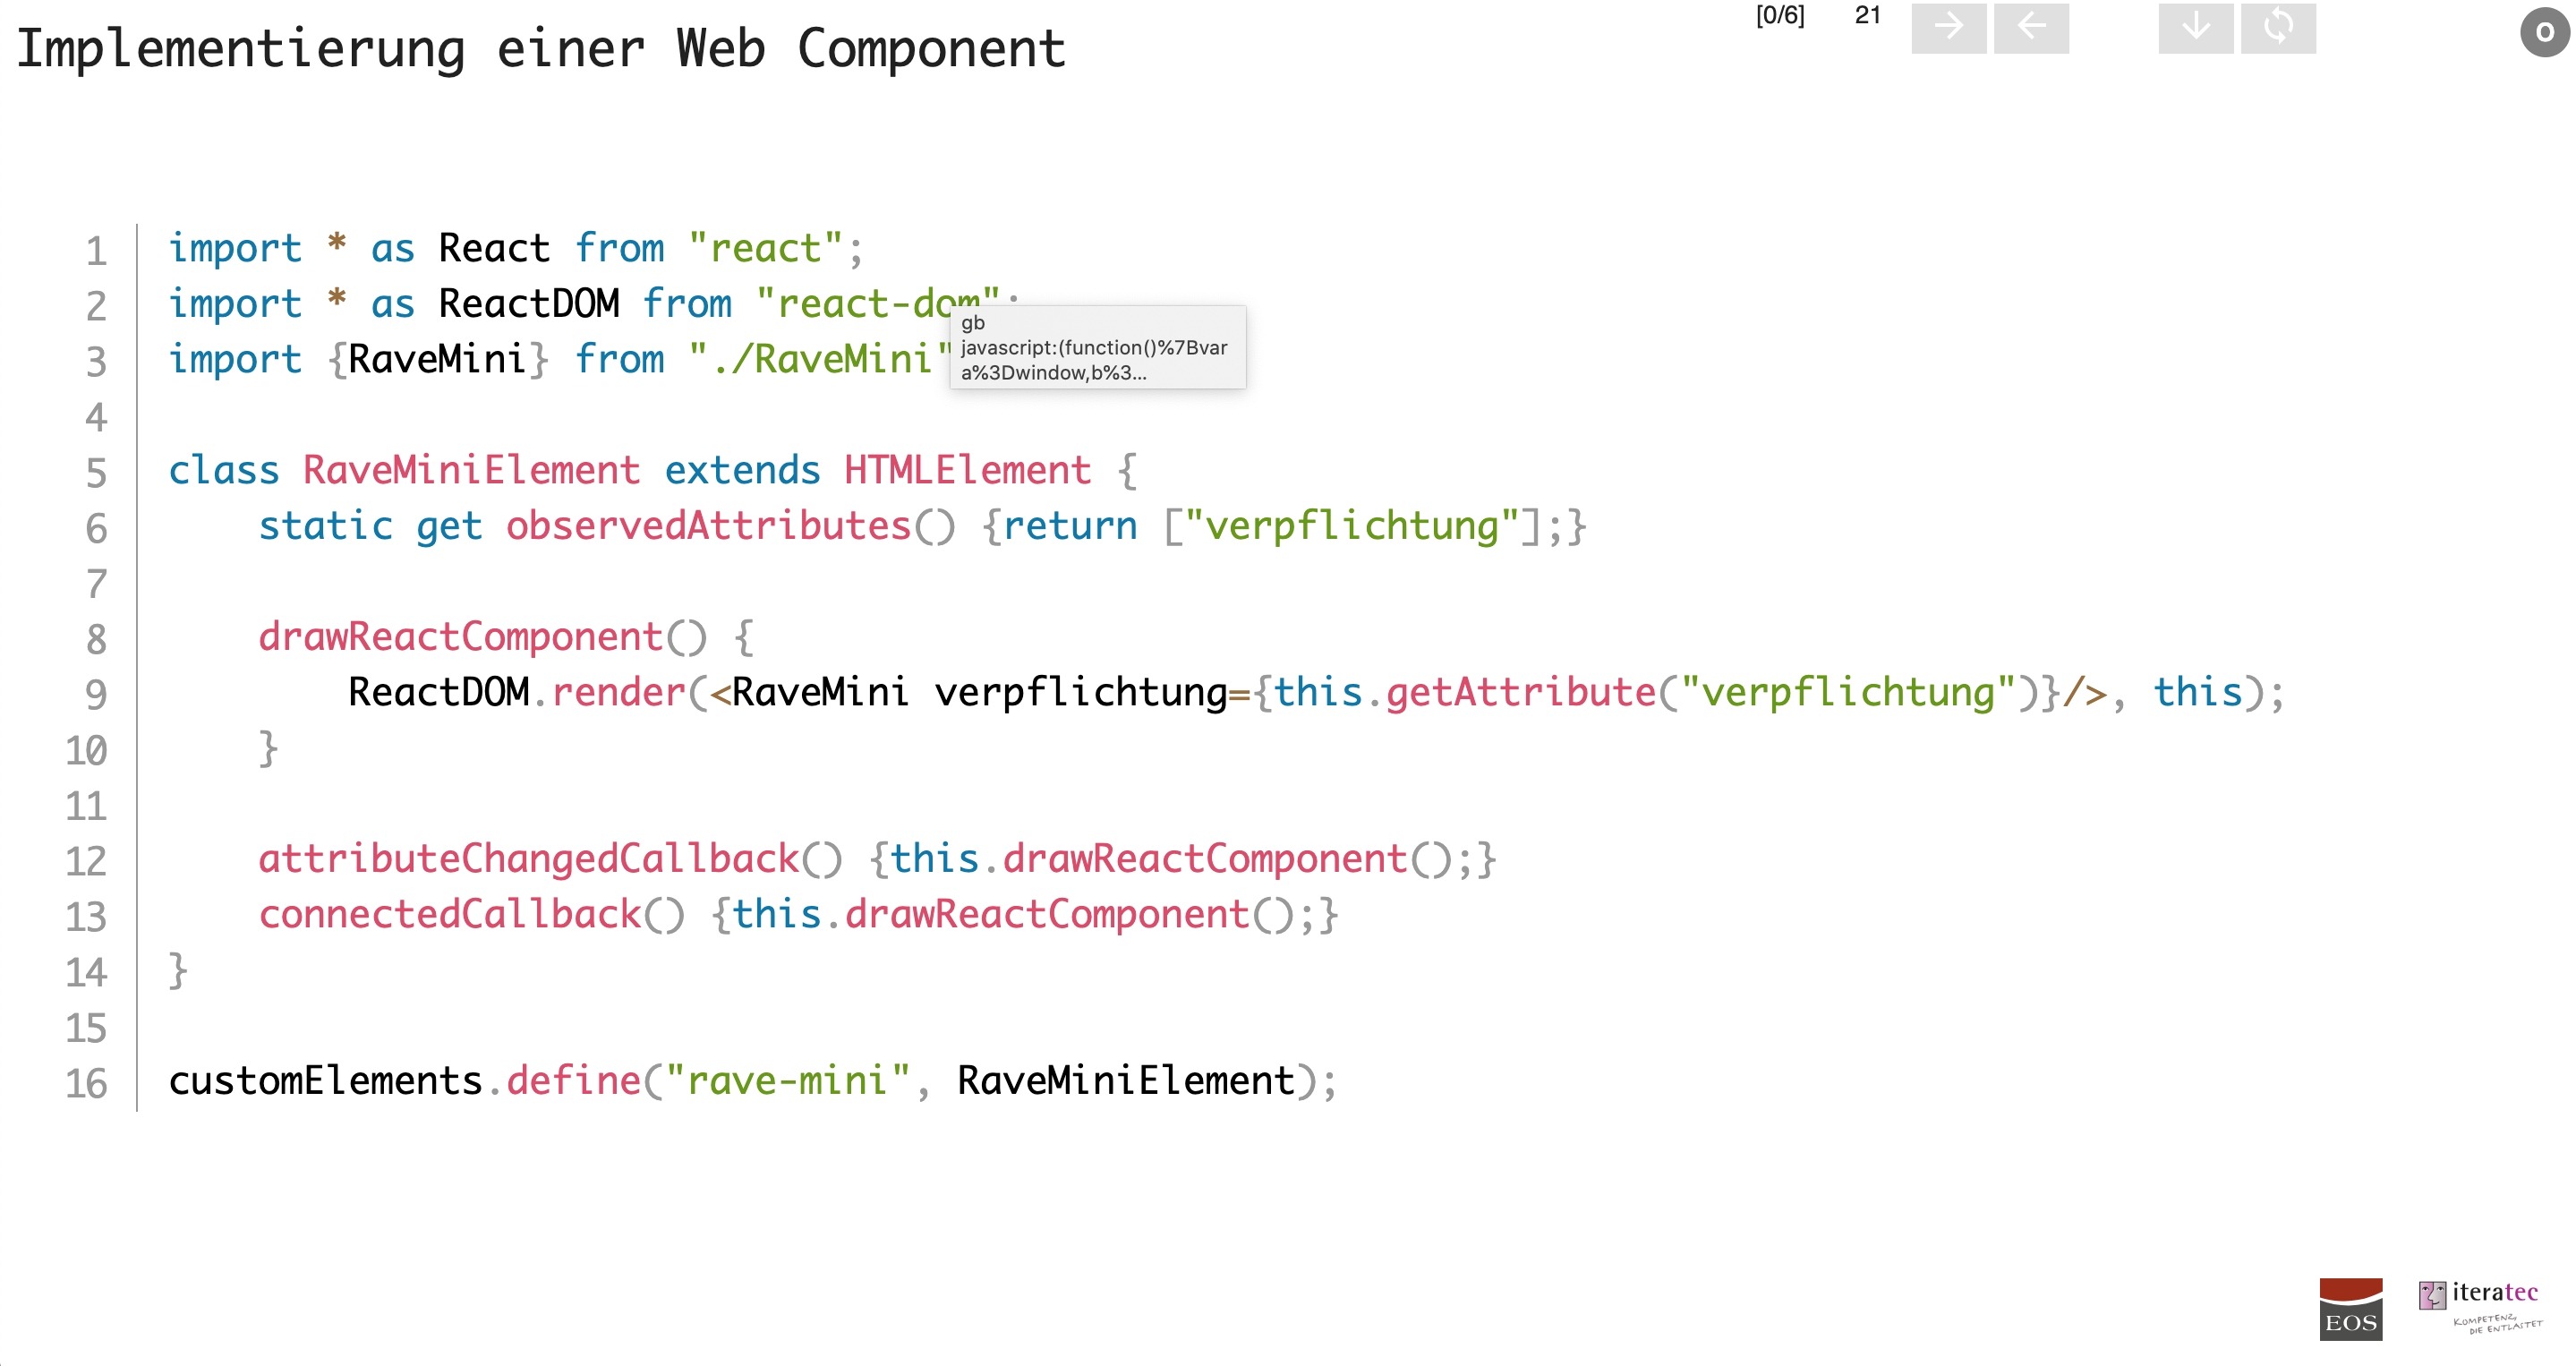 Implementierung einer Web Component
[0/6] 21
O
1 import * as React from "react";
2 import * as ReactDOM from "react-dom";
3 import {RaveMini} from "./RaveMini"
gb
javascript:(function()%7Bvar
a%3Dwindow,b%3...
4
5 class RaveMiniElement extends HTMLElement {
6     static get observedAttributes() {return ["verpflichtung"];}
7
8     drawReactComponent() {
9         ReactDOM.render(<RaveMini verpflichtung={this.getAttribute("verpflichtung")}/>, this);
10     }
11
12     attributeChangedCallback() {this.drawReactComponent();}
13     connectedCallback() {this.drawReactComponent();}
14 }
15
16 customElements.define("rave-mini", RaveMiniElement);
EOS
iteratec
KOMPETENZ,
DIE ENTLASTET